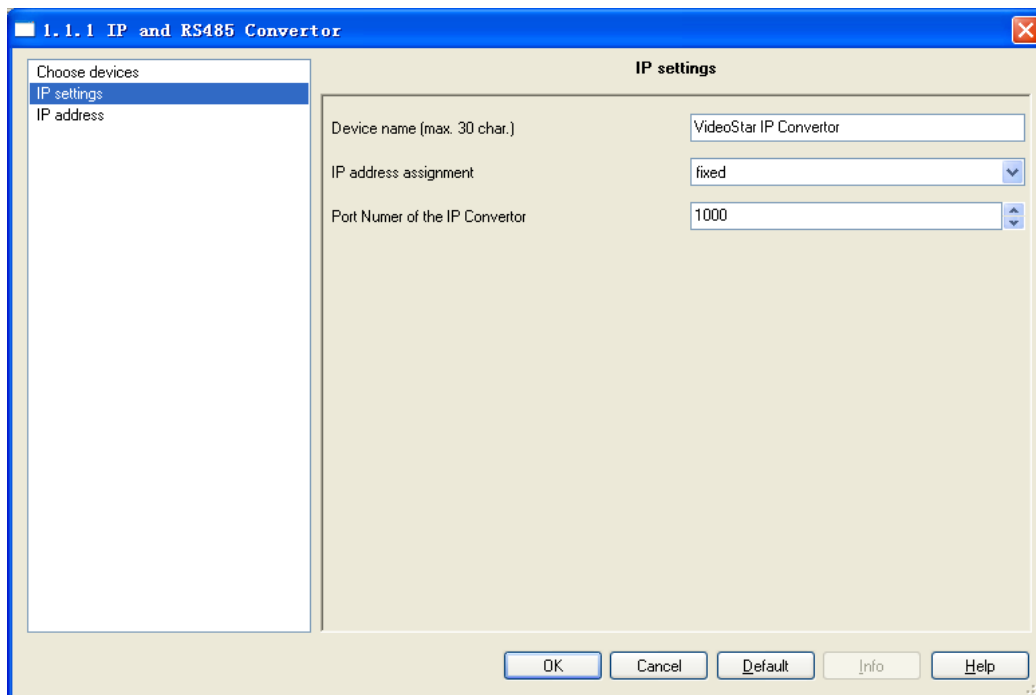 1.1.1 IP and RS485 Convertor
Choose devices
IP settings
IP address
IP settings
Device name (max. 30 char.)
VideoStar IP Convertor
IP address assignment
fixed
Port Numer of the IP Convertor
1000
OK
Cancel
Default
Info
Help